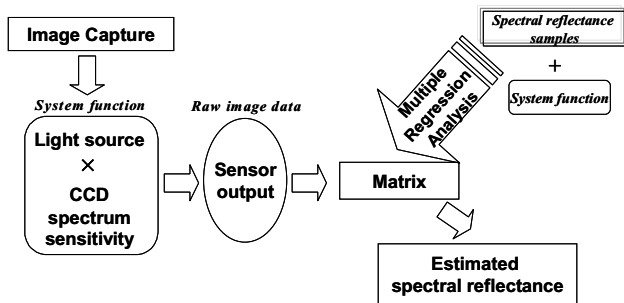 Image Capture
System function
Light source
×
CCD
spectrum
sensitivity
Raw image data
Sensor
output
Spectral reflectance
samples
+
System function
Multiple
Regression
Analysis
Matrix
Estimated
spectral reflectance